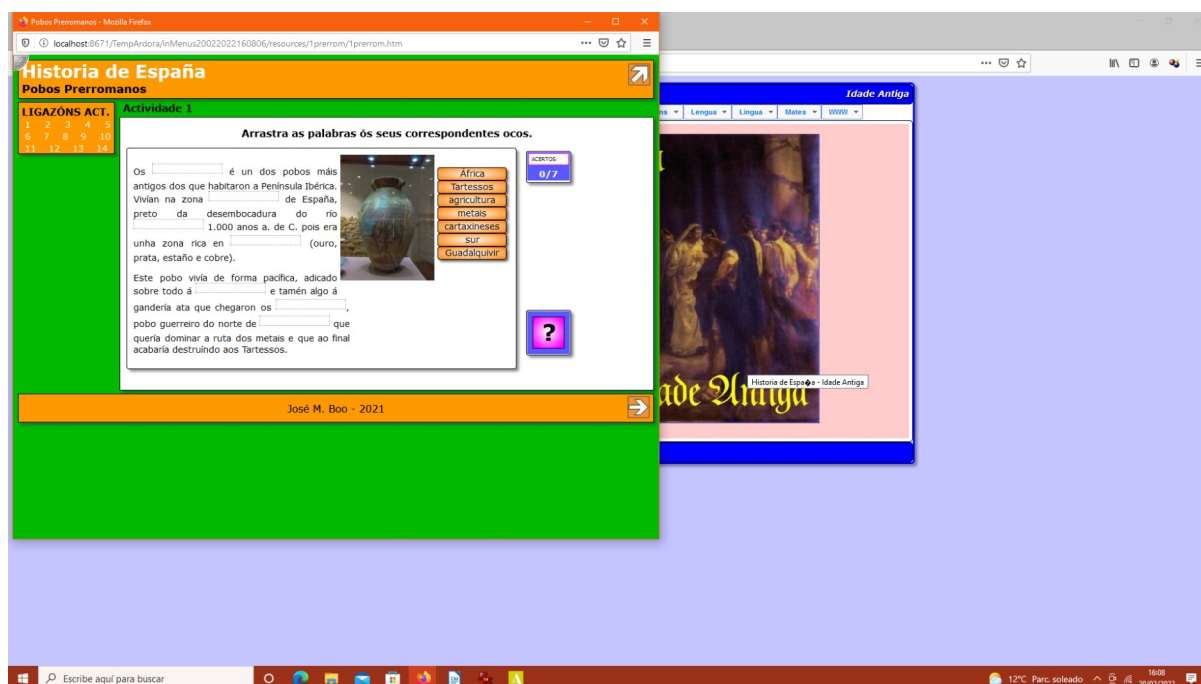 Pobos Prerromanos - Mozilla Firefox
localhost:8671/TempArdora/inMenus20022022160806/resources/1prerrom/1prerrom.htm
Historia de España
Pobos Prerromanos
LIGAZÓNS ACT.
1 2 3 4 5
6 7 8 9 10
11 12 13 14
Actividade 1
Arrastra as palabras ós seus correspondentes ocos.
Os é un dos pobos máis
antigos dos que habitaron a Península Ibérica.
Vivían na zona de España,
preto da desembocadura do río
1.000 anos a. de C. pois era
unha zona rica en (ouro,
prata, estaño e cobre).
Este pobo vivía de forma pacífica, adicado
sobre todo á e tamén algo á
gandería ata que chegaron os ,
pobo guerreiro do norte de que
quería dominar a ruta dos metais e que ao final
acabaría destruíndo aos Tartessos.
África
Tartessos
agricultura
metais
cartaxineses
sur
Guadalquivir
ACERTOS:
0/7
?
José M. Boo - 2021
Idade Antiga
Lengua
Lingua
Mates
WWW
ade Antiga
Historia de Espa�a - Idade Antiga
Escribe aquí para buscar
12°C Parc. soleado
16:08
20/02/2022